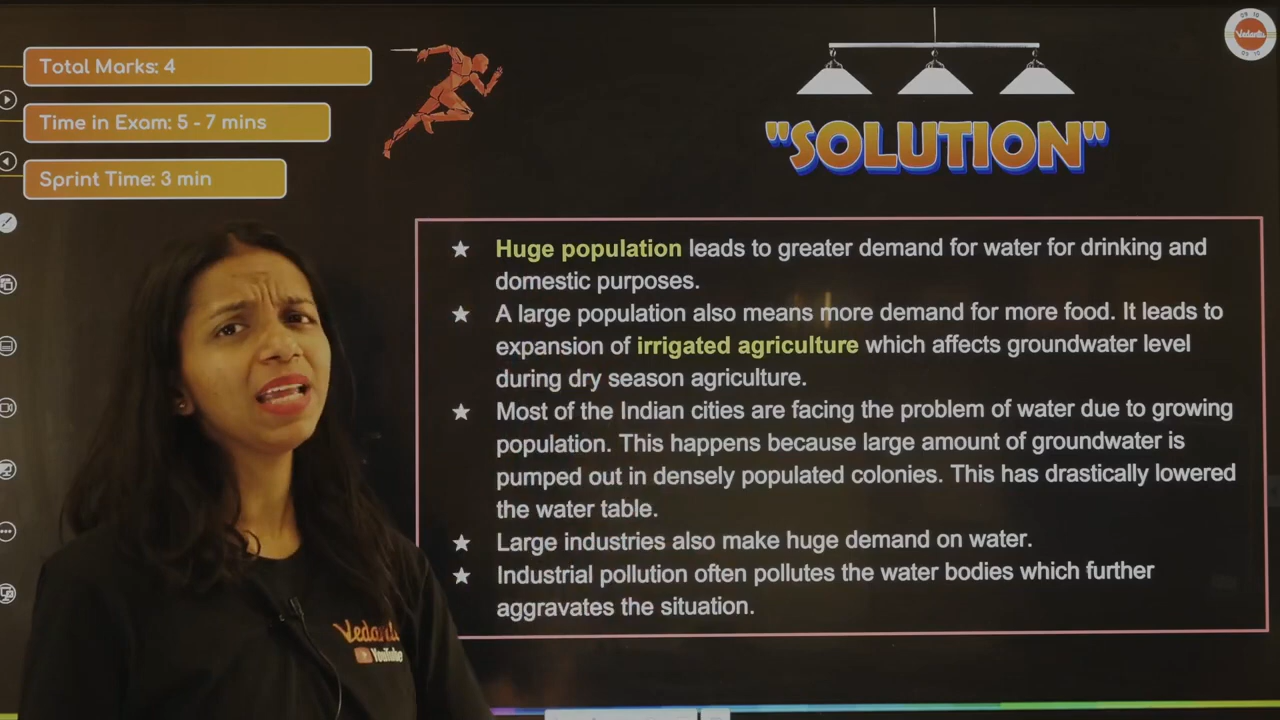 Total Marks: 4
Time in Exam: 5 - 7 mins
Sprint Time: 3 min
Vedantu
"SOLUTION"
★ Huge population leads to greater demand for water for drinking and
domestic purposes.
★ A large population also means more demand for more food. It leads to
expansion of irrigated agriculture which affects groundwater level
during dry season agriculture.
★ Most of the Indian cities are facing the problem of water due to growing
population. This happens because large amount of groundwater is
pumped out in densely populated colonies. This has drastically lowered
the water table.
★ Large industries also make huge demand on water.
★ Industrial pollution often pollutes the water bodies which further
aggravates the situation.
Vedantu
YouTube